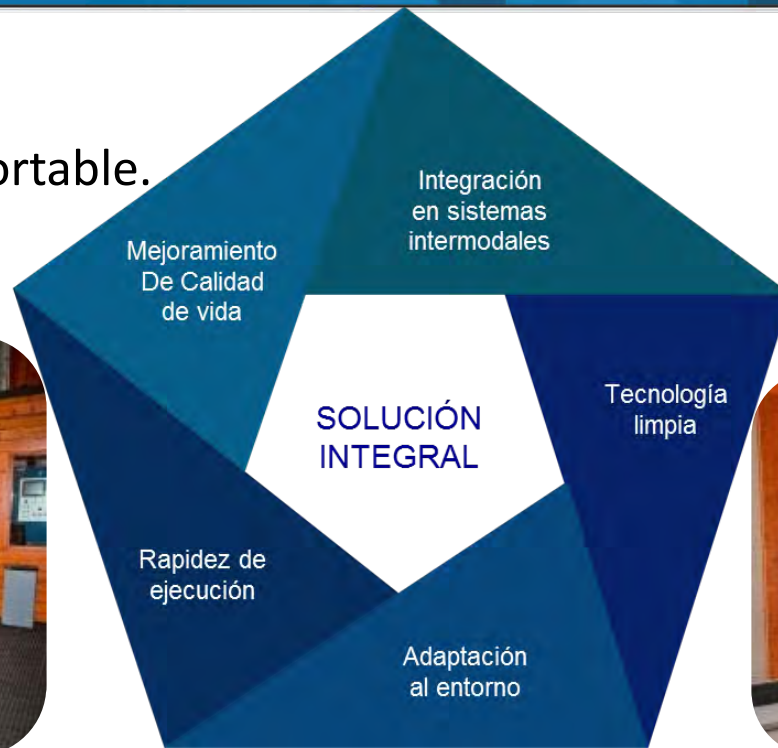 ortable.
Integración
en sistemas
intermodales
Mejoramiento
De Calidad
de vida
Tecnología
limpia
SOLUCIÓN
INTEGRAL
Rapidez de
ejecución
Adaptación
al entorno